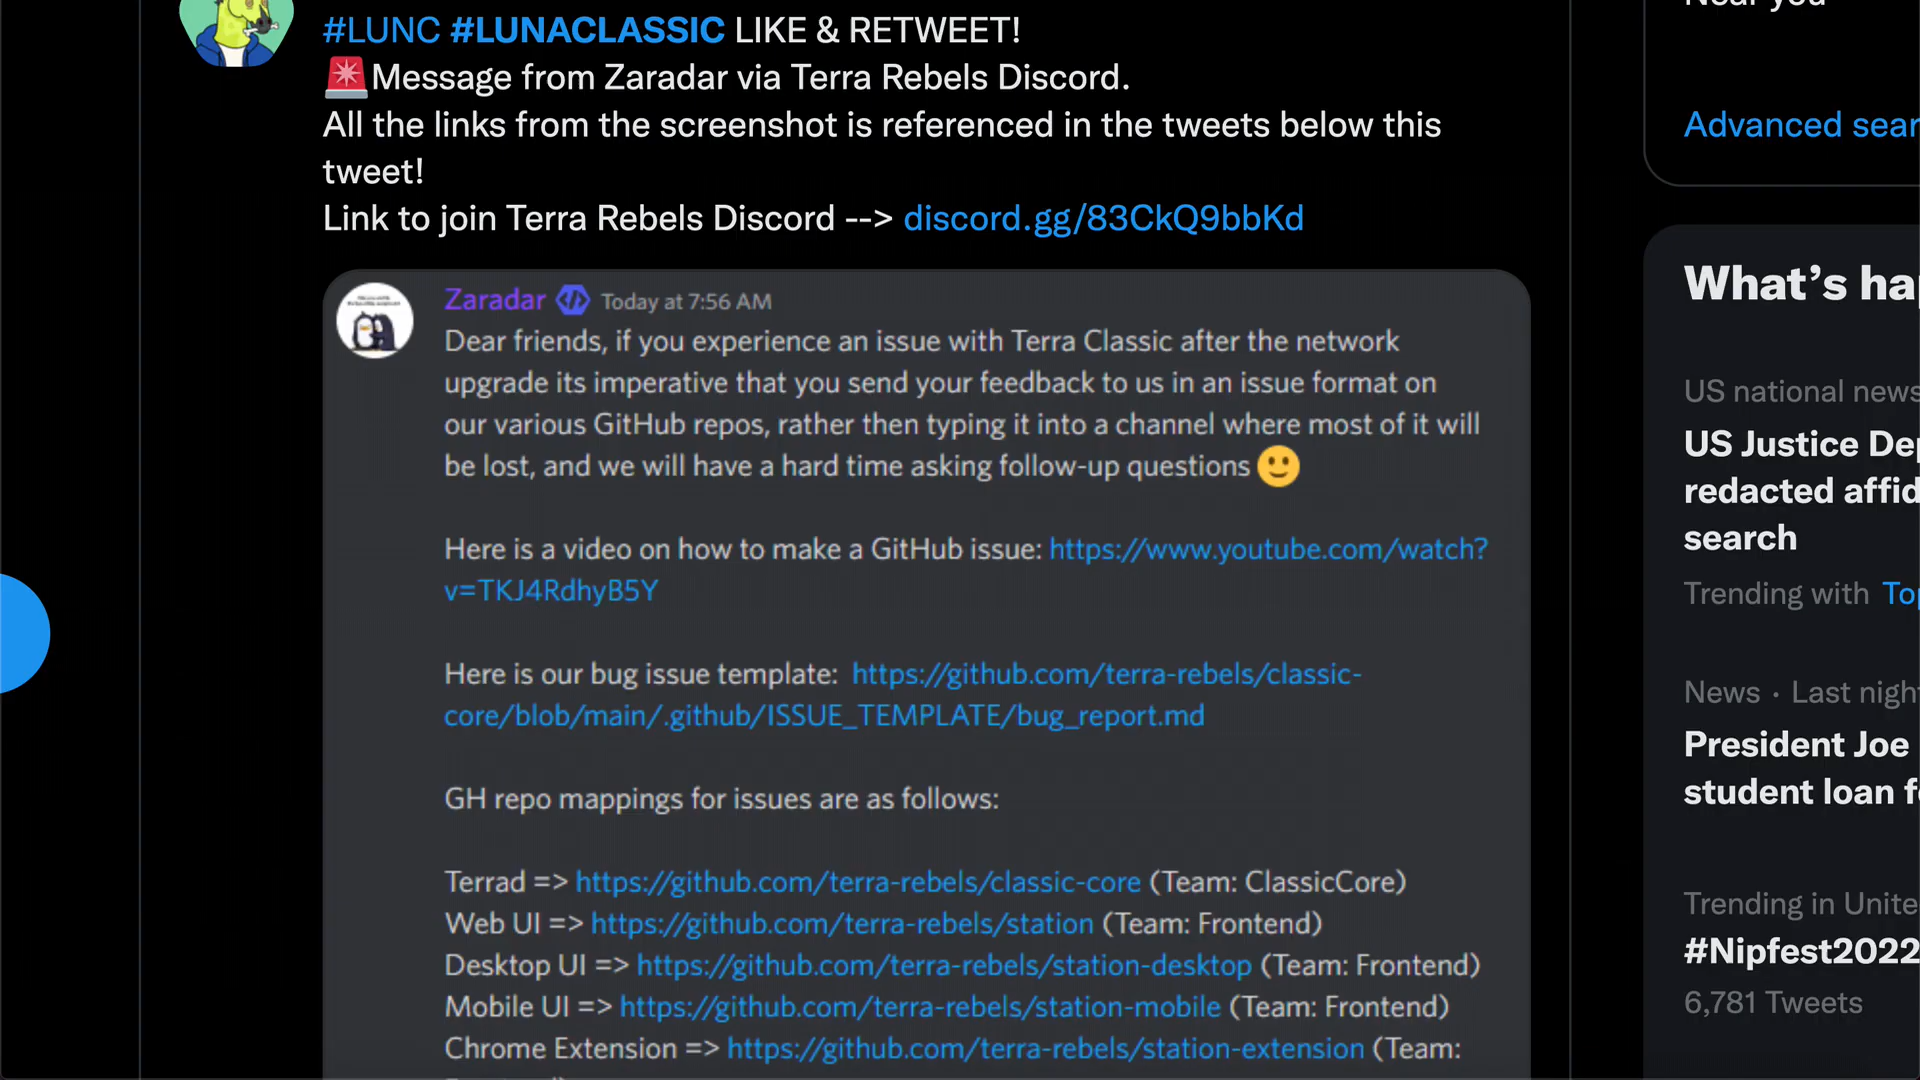 #LUNC #LUNACLASSIC LIKE & RETWEET!
🚨Message from Zaradar via Terra Rebels Discord.
All the links from the screenshot is referenced in the tweets below this
tweet!
Link to join Terra Rebels Discord --> discord.gg/83CkQ9bbKd
Zaradar Today at 7:56 AM
Dear friends, if you experience an issue with Terra Classic after the network
upgrade its imperative that you send your feedback to us in an issue format on
our various GitHub repos, rather then typing it into a channel where most of it will
be lost, and we will have a hard time asking follow-up questions 🙂
Here is a video on how to make a GitHub issue: https://www.youtube.com/watch?
v=TKJ4RdhyB5Y
Here is our bug issue template: https://github.com/terra-rebels/classic-
core/blob/main/.github/ISSUE_TEMPLATE/bug_report.md
GH repo mappings for issues are as follows:
Terrad => https://github.com/terra-rebels/classic-core (Team: ClassicCore)
Web UI => https://github.com/terra-rebels/station (Team: Frontend)
Desktop UI => https://github.com/terra-rebels/station-desktop (Team: Frontend)
Mobile UI => https://github.com/terra-rebels/station-mobile (Team: Frontend)
Chrome Extension => https://github.com/terra-rebels/station-extension (Team:
Near you
Advanced sear
What's ha
US national news
US Justice De
redacted affid
search
Trending with Top
News · Last night
President Joe
student loan f
Trending in Unite
#Nipfest2022
6,781 Tweets